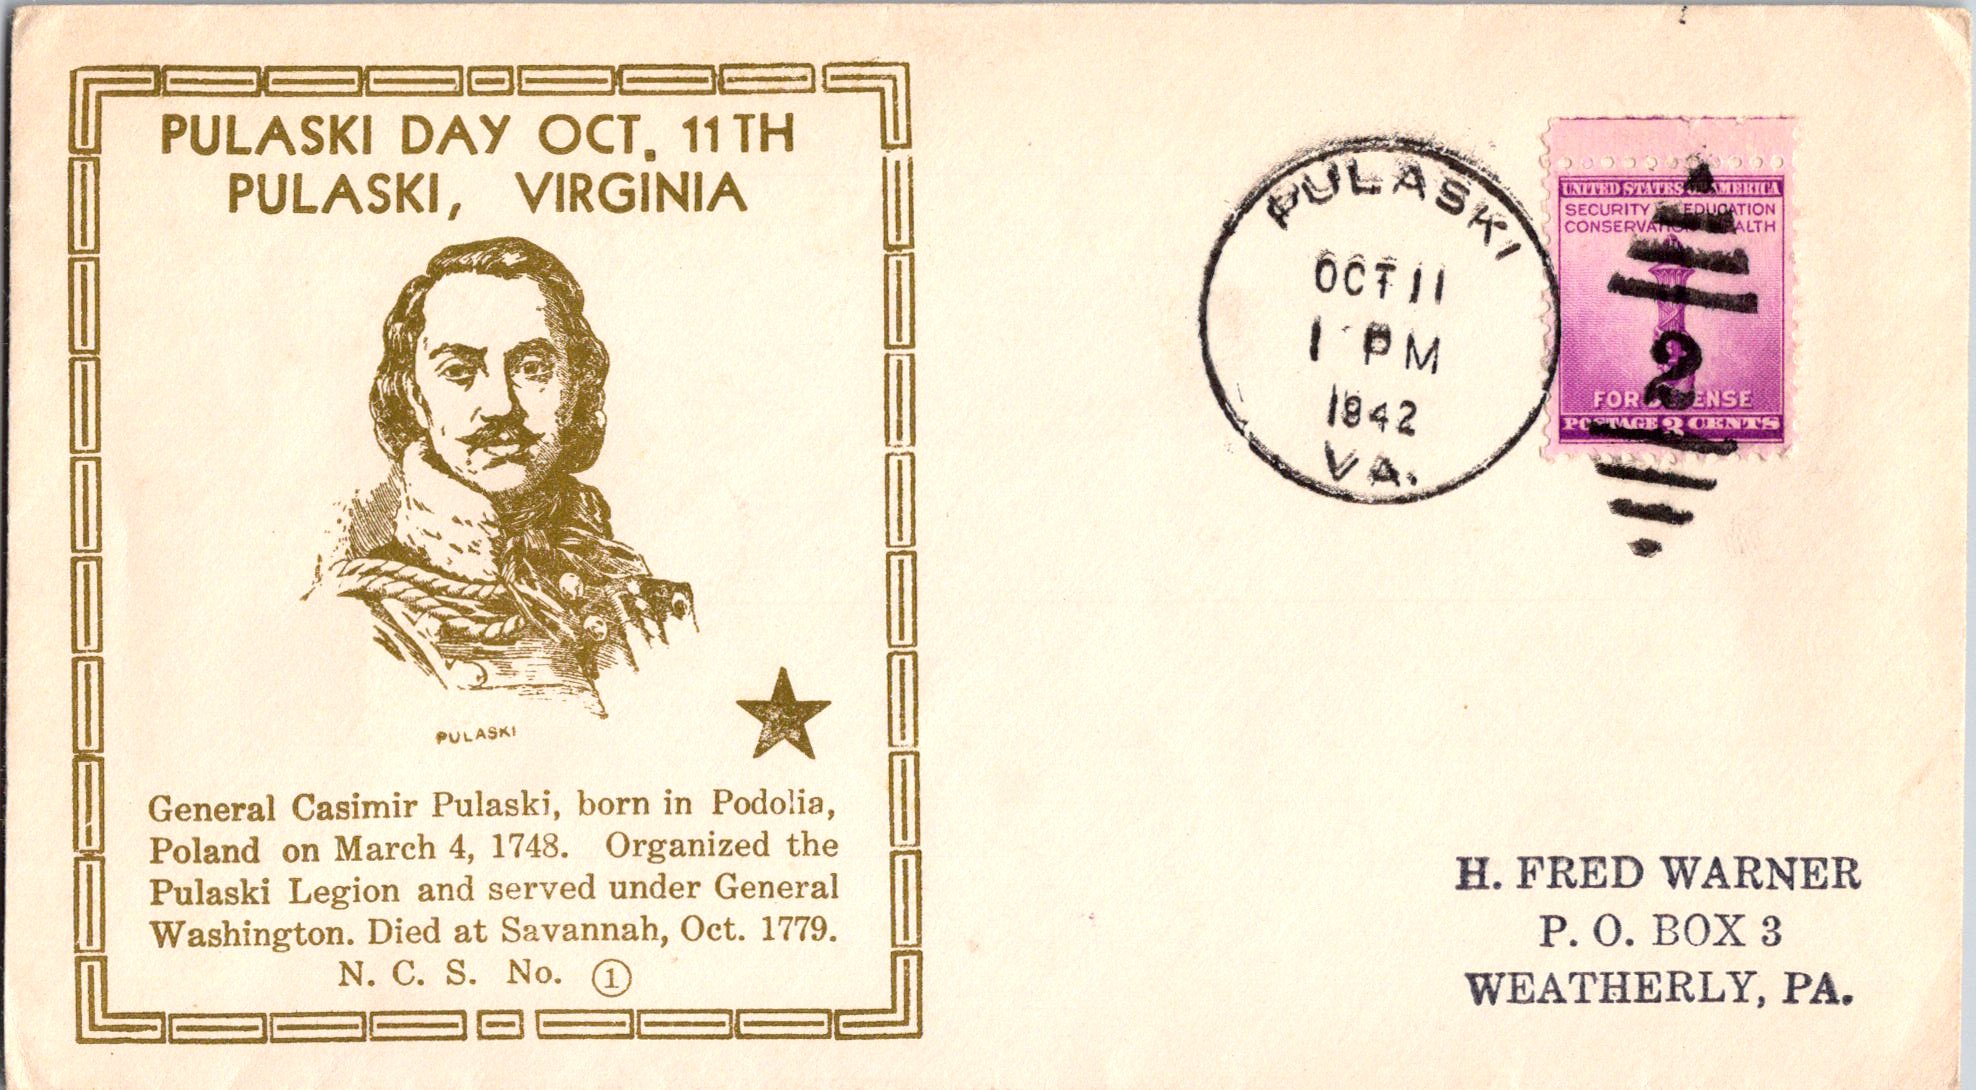 PULASKI DAY OCT. 11TH
PULASKI, VIRGINIA
PULASKI
General Casimir Pulaski, born in Podolia,
Poland on March 4, 1748. Organized the
Pulaski Legion and served under General
Washington. Died at Savannah, Oct. 1779.
N. C. S. No. 1
PULASKI
OCT 11
1 PM
1942
VA.
UNITED STATES OF AMERICA
SECURITY EDUCATION
CONSERVATION HEALTH
2
FOR DEFENSE
POSTAGE 3 CENTS
H. FRED WARNER
P. O. BOX 3
WEATHERLY, PA.